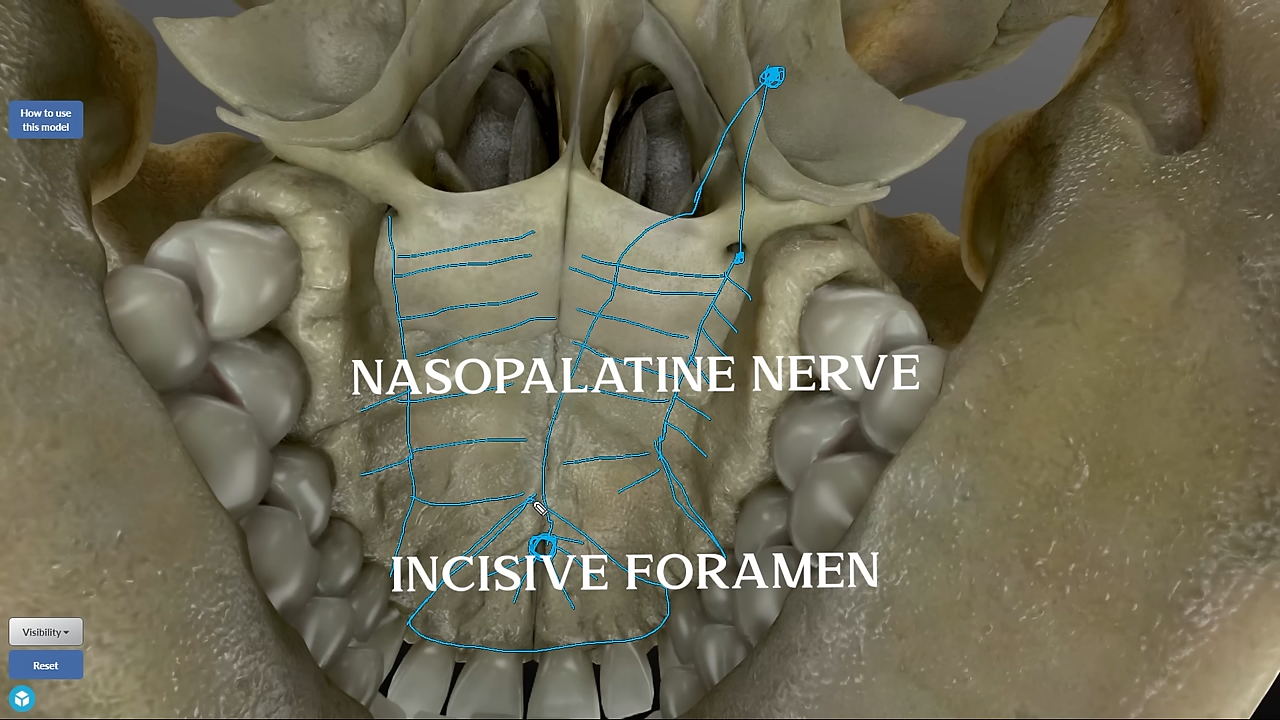 How to use
this model
NASOPALATINE NERVE
INCISIVE FORAMEN
Visibility
Reset